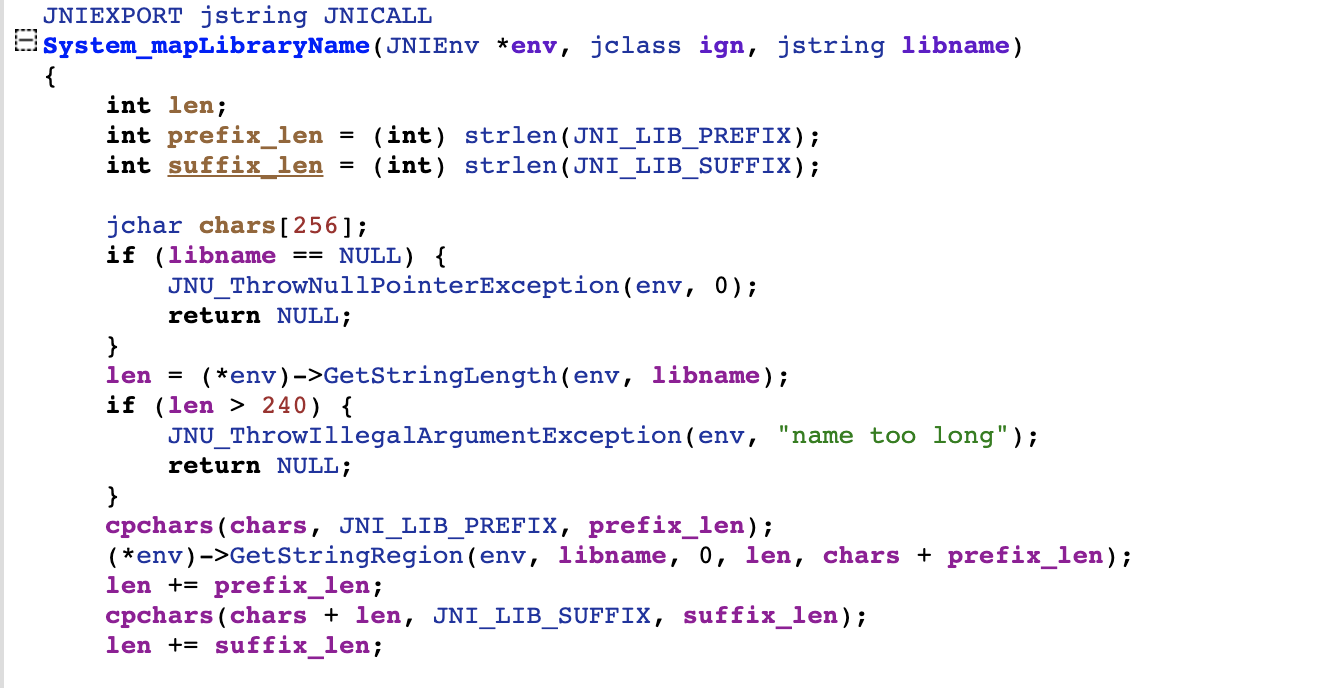 JNIEXPORT jstring JNICALL
System_mapLibraryName(JNIEnv *env, jclass ign, jstring libname)
{
    int len;
    int prefix_len = (int) strlen(JNI_LIB_PREFIX);
    int suffix_len = (int) strlen(JNI_LIB_SUFFIX);

    jchar chars[256];
    if (libname == NULL) {
        JNU_ThrowNullPointerException(env, 0);
        return NULL;
    }
    len = (*env)->GetStringLength(env, libname);
    if (len > 240) {
        JNU_ThrowIllegalArgumentException(env, "name too long");
        return NULL;
    }
    cpchars(chars, JNI_LIB_PREFIX, prefix_len);
    (*env)->GetStringRegion(env, libname, 0, len, chars + prefix_len);
    len += prefix_len;
    cpchars(chars + len, JNI_LIB_SUFFIX, suffix_len);
    len += suffix_len;